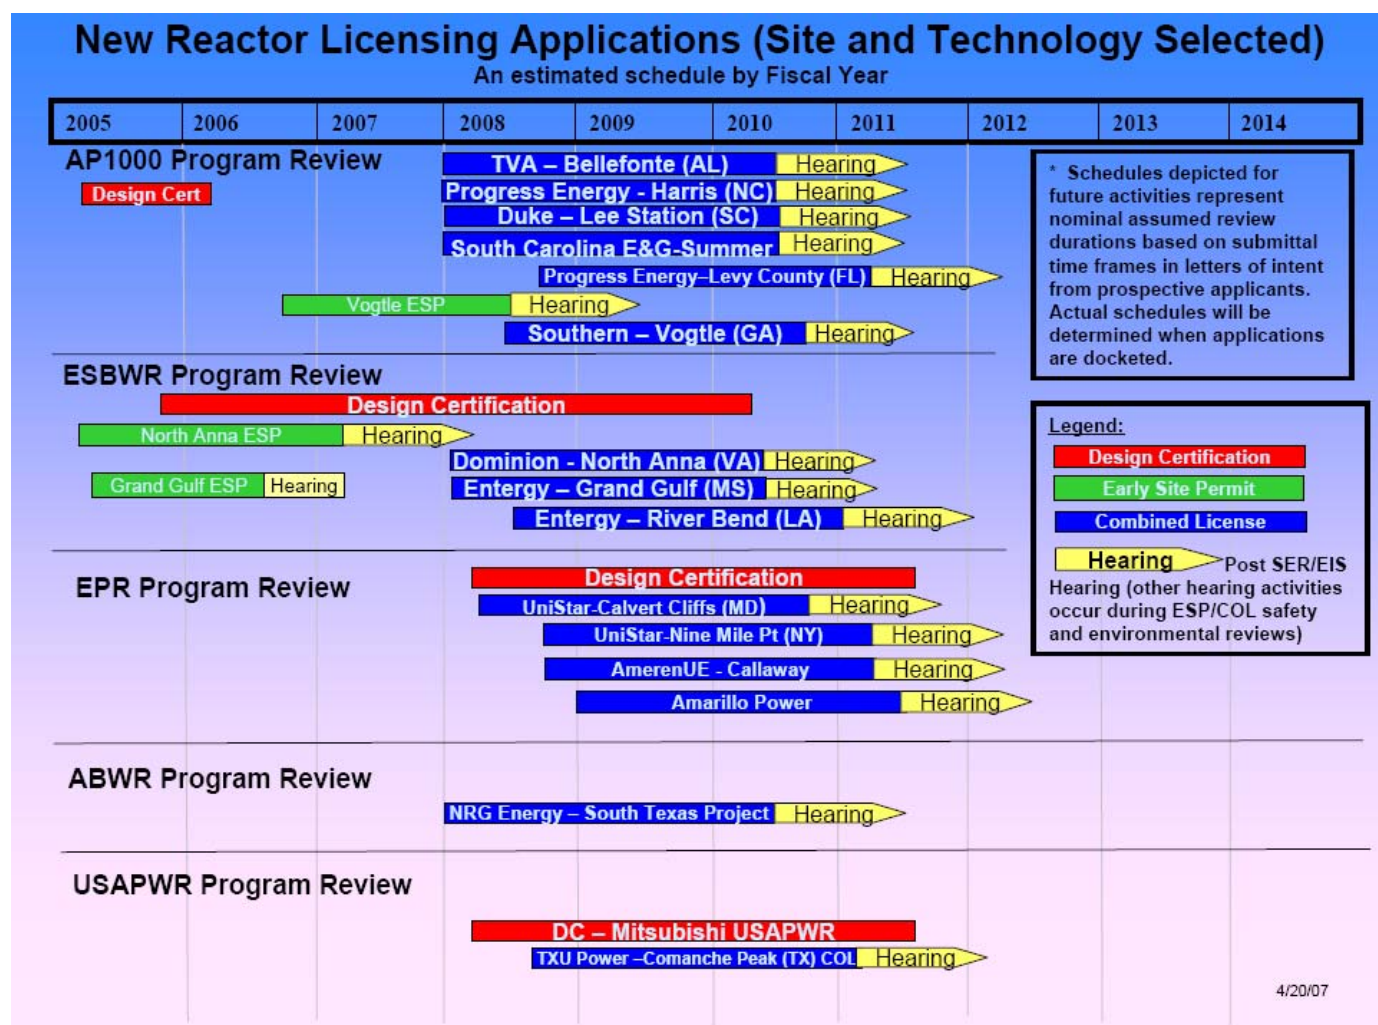 New Reactor Licensing Applications (Site and Technology Selected)
An estimated schedule by Fiscal Year
2005 2006 2007 2008 2009 2010 2011 2012 2013 2014
AP1000 Program Review
Design Cert
TVA – Bellefonte (AL) Hearing
Progress Energy - Harris (NC) Hearing
Duke – Lee Station (SC) Hearing
South Carolina E&G-Summer Hearing
Progress Energy–Levy County (FL) Hearing
Vogtle ESP Hearing
Southern – Vogtle (GA) Hearing
ESBWR Program Review
Design Certification
North Anna ESP Hearing
Dominion - North Anna (VA) Hearing
Grand Gulf ESP Hearing
Entergy – Grand Gulf (MS) Hearing
Entergy – River Bend (LA) Hearing
EPR Program Review
Design Certification
UniStar-Calvert Cliffs (MD) Hearing
UniStar-Nine Mile Pt (NY) Hearing
AmerenUE - Callaway Hearing
Amarillo Power Hearing
ABWR Program Review
NRG Energy – South Texas Project Hearing
USAPWR Program Review
DC – Mitsubishi USAPWR
TXU Power –Comanche Peak (TX) COL Hearing
* Schedules depicted for
future activities represent
nominal assumed review
durations based on submittal
time frames in letters of intent
from prospective applicants.
Actual schedules will be
determined when applications
are docketed.
Legend:
Design Certification
Early Site Permit
Combined License
Hearing Post SER/EIS
Hearing (other hearing activities
occur during ESP/COL safety
and environmental reviews)
4/20/07